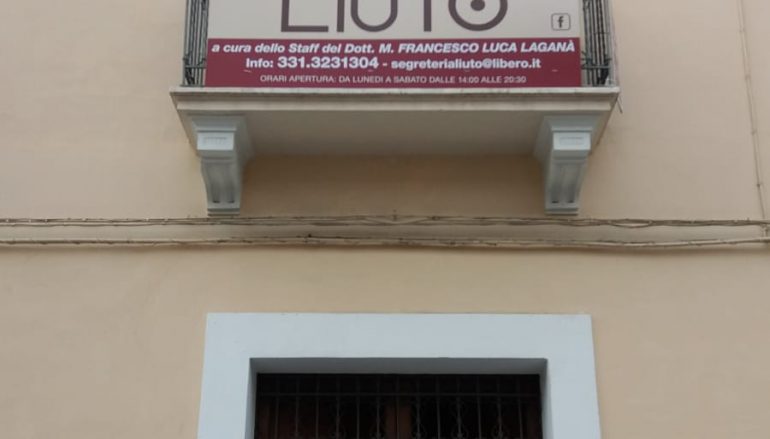 LIUTO
f
a cura dello Staff del Dott. M. FRANCESCO LUCA LAGANÀ
Info: 331.3231304 - segreterialiuto@libero.it
ORARI APERTURA: DA LUNEDI A SABATO DALLE 14:00 ALLE 20:30